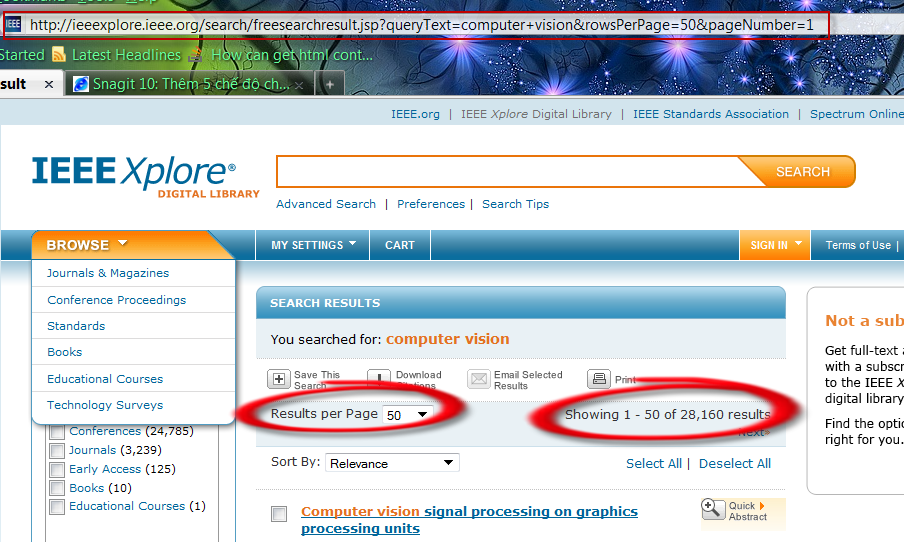 http://ieeexplore.ieee.org/search/freesearchresult.jsp?queryText=computer+vision&rowsPerPage=50&pageNumber=1
Started Latest Headlines How can get html cont...
sult Snagit 10: Thêm 5 chế độ ch...
IEEE.org | IEEE Xplore Digital Library | IEEE Standards Association | Spectrum Online
IEEE Xplore®
DIGITAL LIBRARY
SEARCH
Advanced Search | Preferences | Search Tips
BROWSE MY SETTINGS CART SIGN IN Terms of Use |
Journals & Magazines
Conference Proceedings
Standards
Books
Educational Courses
Technology Surveys
Conferences (24,785)
Journals (3,239)
Early Access (125)
Books (10)
Educational Courses (1)
SEARCH RESULTS
You searched for: computer vision
Save This Search
Download Citations
Email Selected Results
Print
Results per Page 50
Showing 1 - 50 of 28,160 results
Next»
Sort By: Relevance
Select All | Deselect All
Computer vision signal processing on graphics
processing units
Quick
Abstract
Not a sub
Get full-text a
with a subscr
to the IEEE X
digital library
Find the optio
right for you.